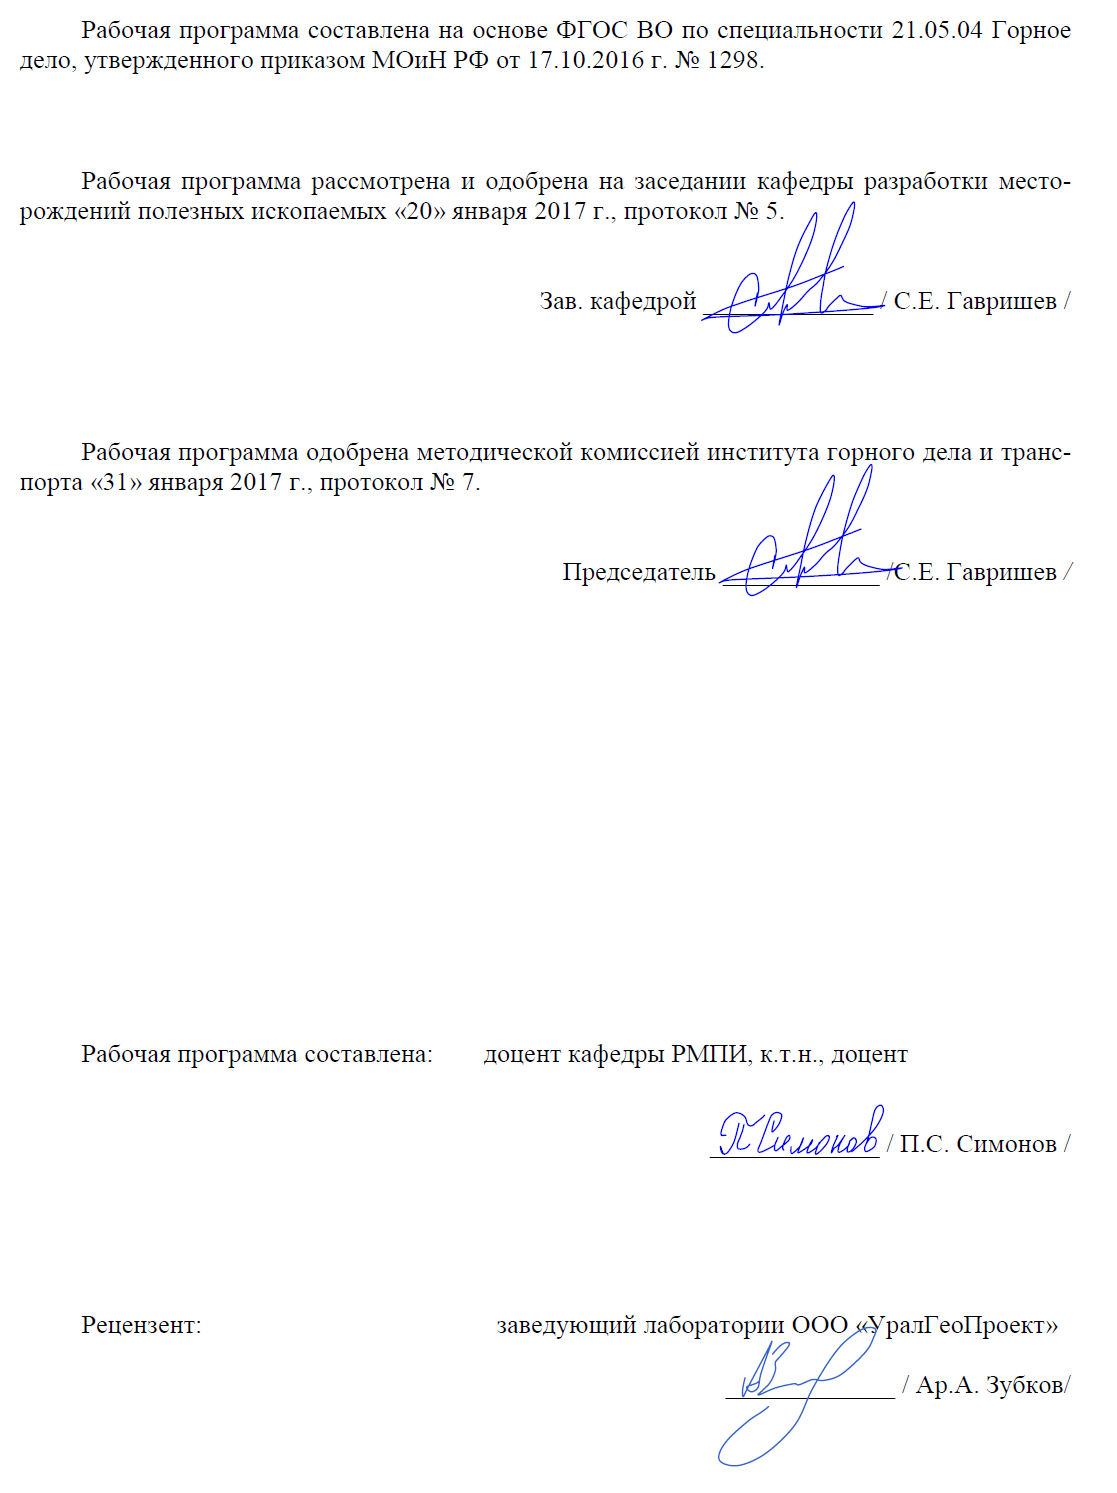 Рабочая программа составлена на основе ФГОС ВО по специальности 21.05.04 Горное
дело, утвержденного приказом МОиН РФ от 17.10.2016 г. № 1298.
Рабочая программа рассмотрена и одобрена на заседании кафедры разработки место-
рождений полезных ископаемых «20» января 2017 г., протокол № 5.
Зав. кафедрой _____________ / С.Е. Гавришев /
Рабочая программа одобрена методической комиссией института горного дела и транс-
порта «31» января 2017 г., протокол № 7.
Председатель ____________ /С.Е. Гавришев /
Рабочая программа составлена: доцент кафедры РМПИ, к.т.н., доцент
П Симонов / П.С. Симонов /
Рецензент: заведующий лаборатории ООО «УралГеоПроект»
_____________ / Ар.А. Зубков/